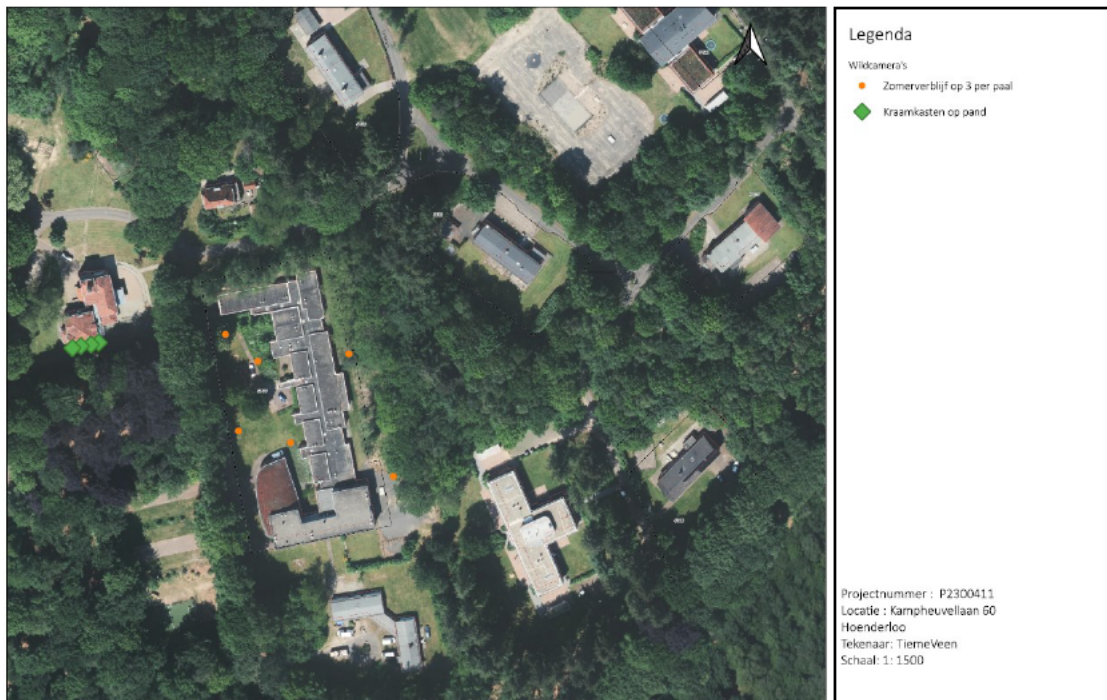 Legenda
Wildcamera's
Zomerverblijf op 3 per paal
Kraamkasten op pand
Projectnummer : P2300411
Locatie : Kampheuvellaan 60
Hoenderloo
Tekenaar: TiemeVeen
Schaal: 1: 1500